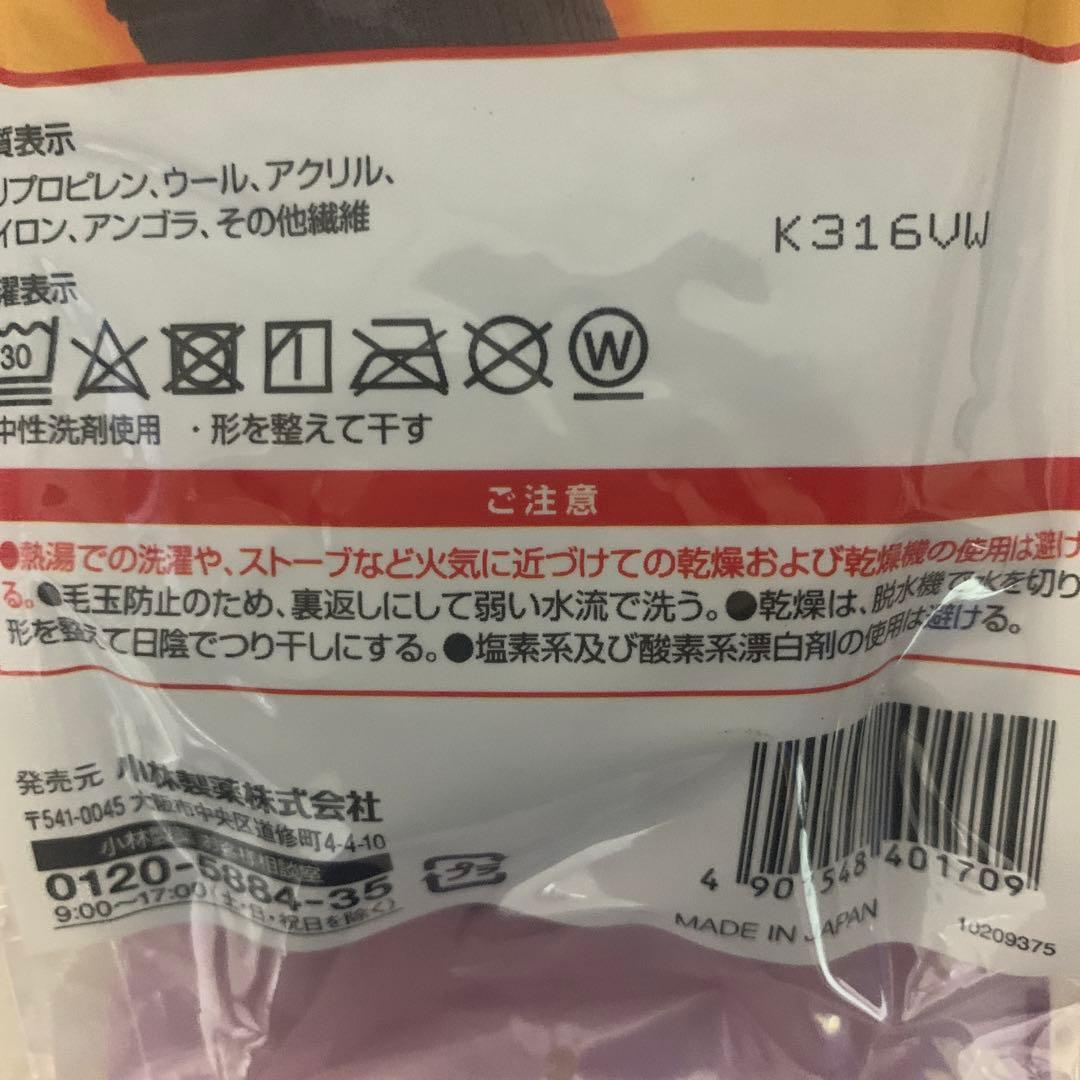 質表示
リプロピレン、ウール、アクリル、
イロン、アンゴラ、その他繊維
K316VW
濯表示
30
W
中性洗剤使用 ・形を整えて干す
ご注意
●熱湯での洗濯や、ストーブなど火気に近づけての乾燥および乾燥機の使用は避け
る。●毛玉防止のため、裏返しにして弱い水流で洗う。●乾燥は、脱水機で水を切り
形を整えて日陰でつり干しにする。●塩素系及び酸素系漂白剤の使用は避ける。
発売元 小林製薬株式会社
〒541-0045 大阪市中央区道修町4-4-10
小林製薬お客様相談室
0120-5884-35
9:00〜17:00(土・日・祝日を除く)
プラ
4 901548 401709
MADE IN JAPAN
10209375